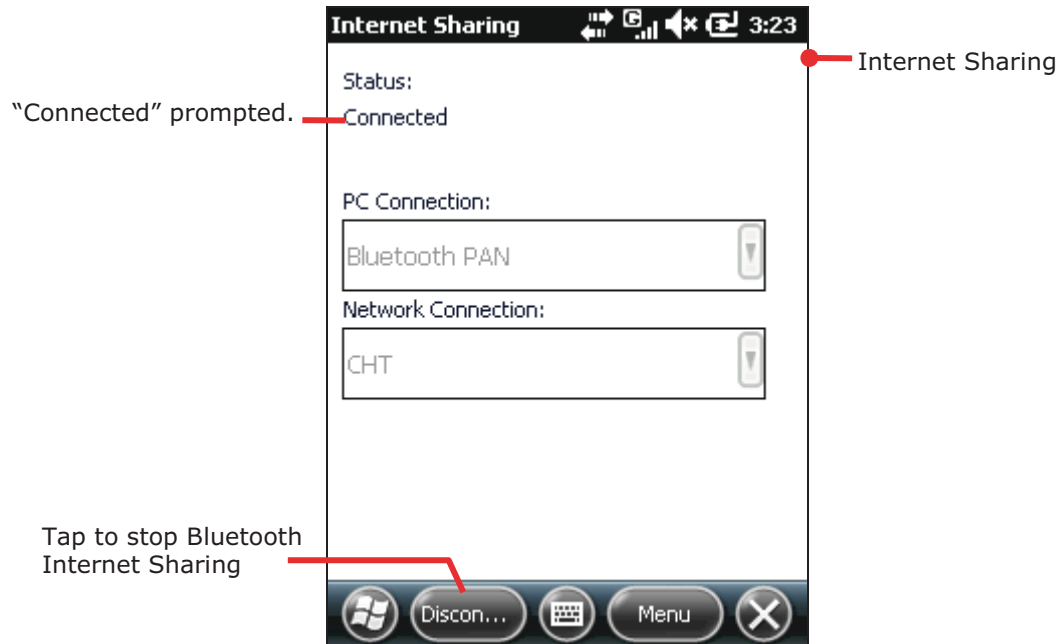 Internet Sharing
G
3:23
Internet Sharing
Status:
"Connected" prompted.
Connected
PC Connection:
Bluetooth PAN
Network Connection:
CHT
Tap to stop Bluetooth
Internet Sharing
Discon...
Menu